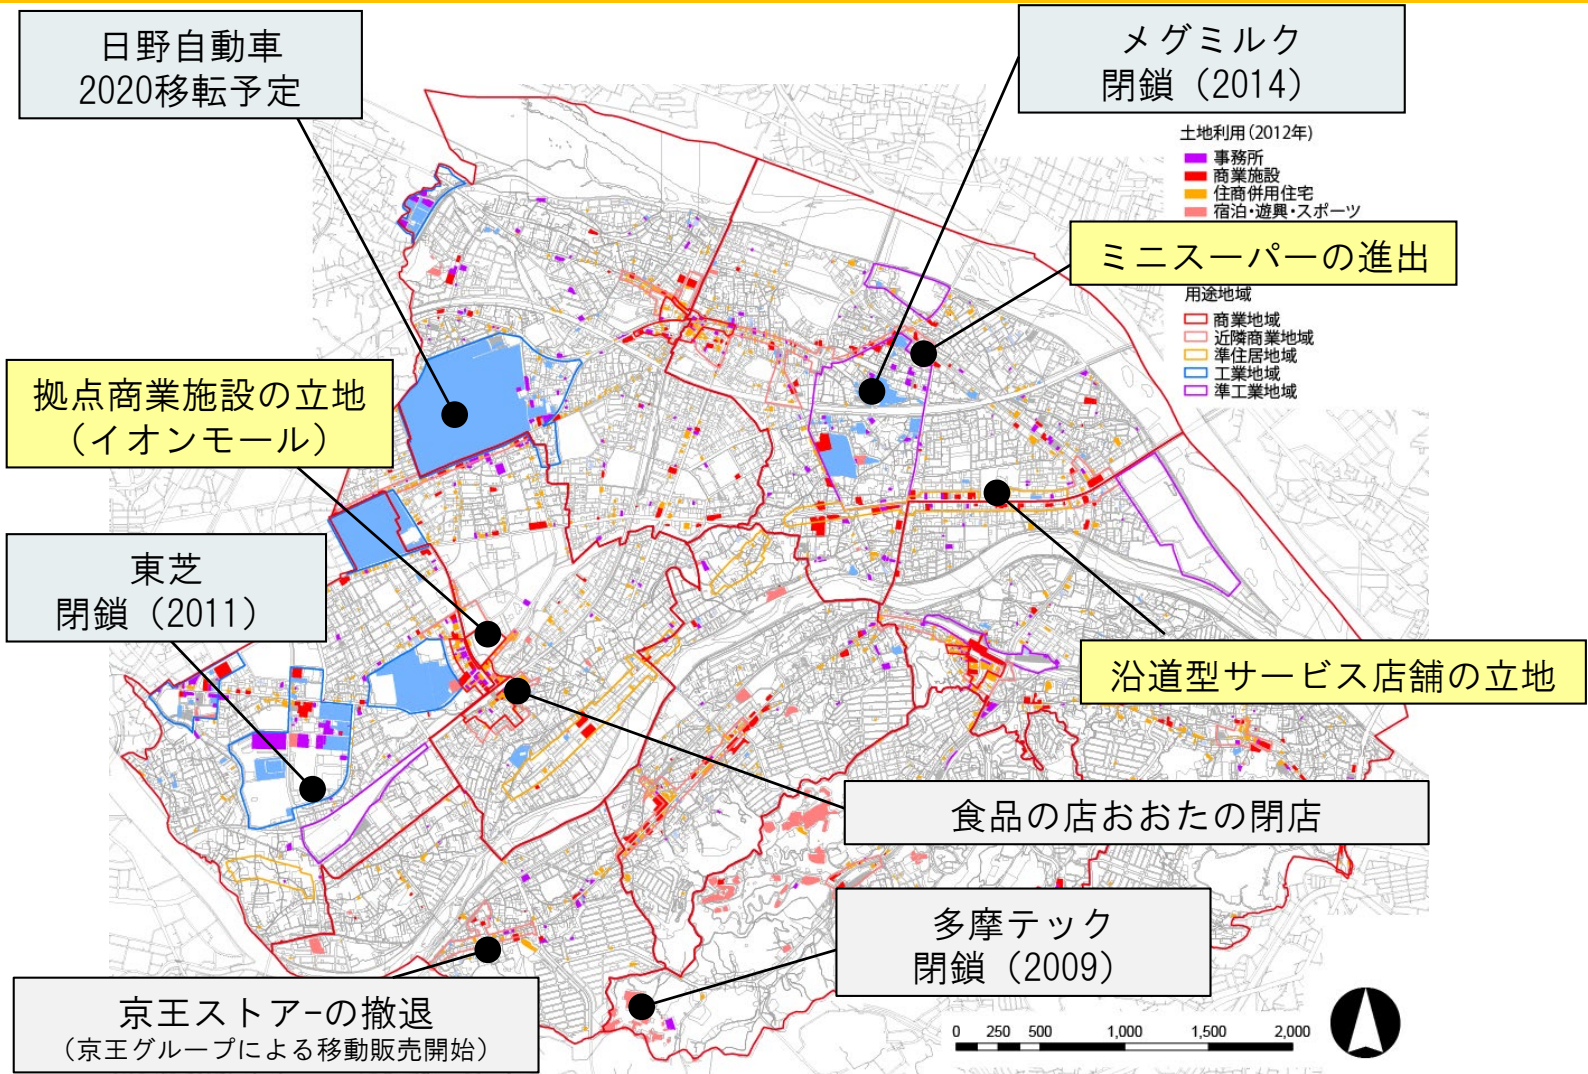 日野自動車
2020移転予定
メグミルク
閉鎖（2014）
土地利用(2012年)
事務所
商業施設
住商併用住宅
宿泊・遊興・スポーツ
ミニスーパーの進出
用途地域
商業地域
近隣商業地域
準住居地域
工業地域
準工業地域
拠点商業施設の立地
（イオンモール）
東芝
閉鎖（2011）
沿道型サービス店舗の立地
食品の店おおたの閉店
多摩テック
閉鎖（2009）
京王ストアーの撤退
（京王グループによる移動販売開始）
0 250 500 1,000 1,500 2,000